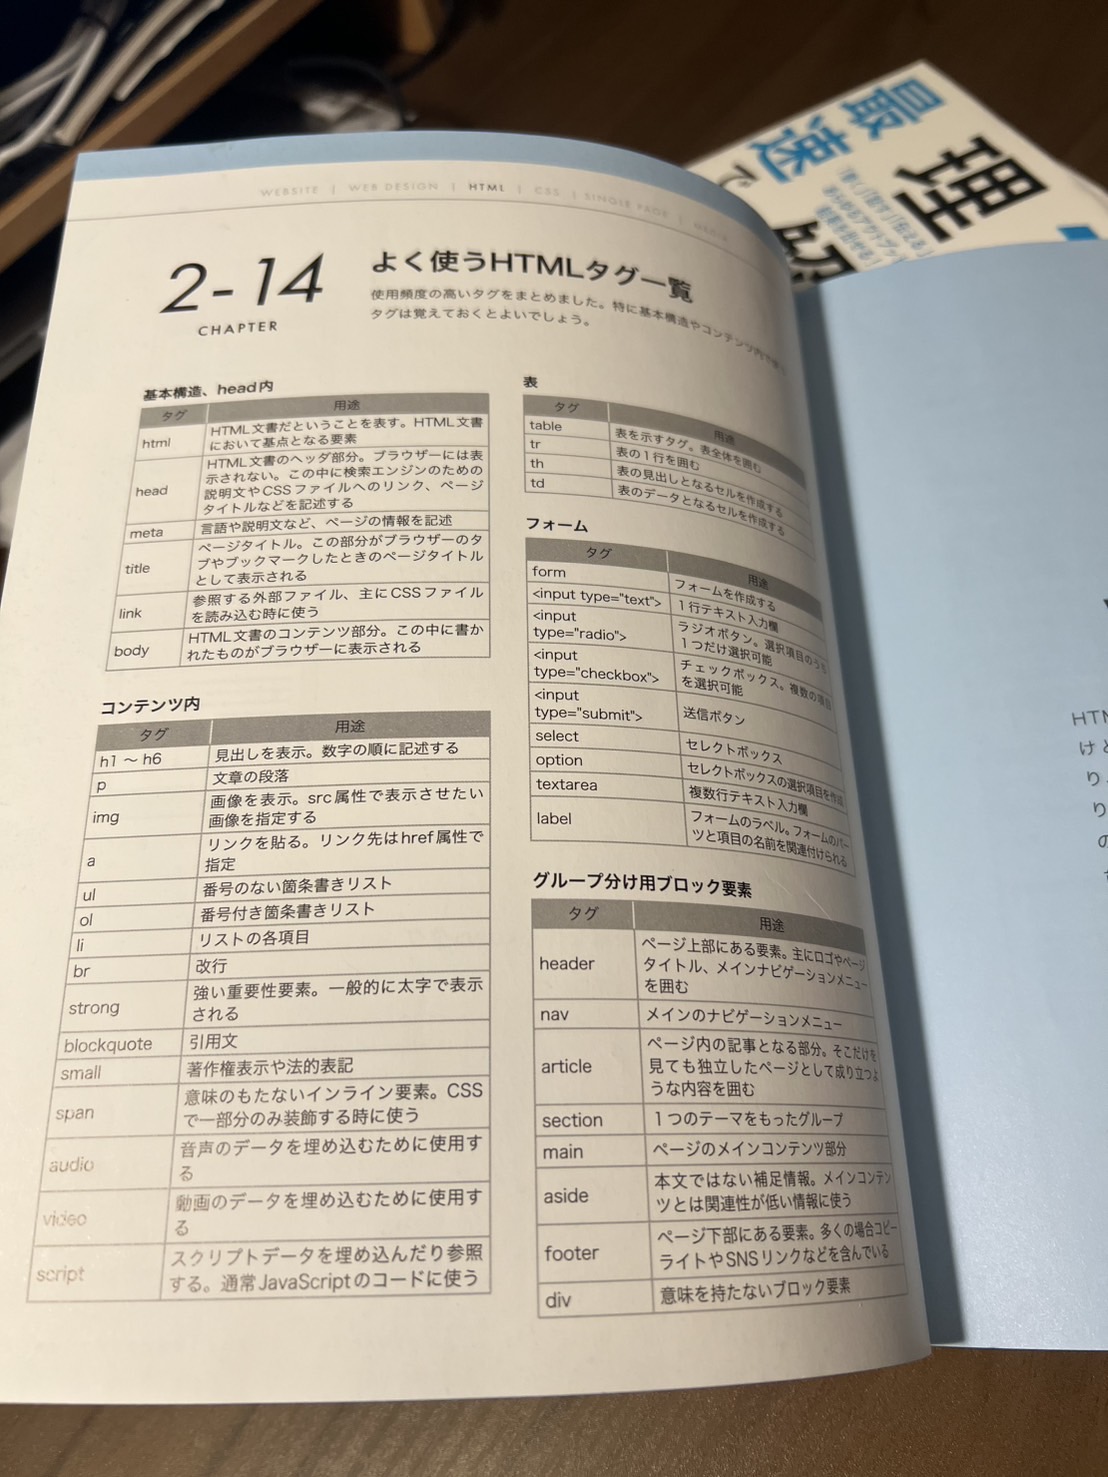 WEBSITE | WEB DESIGN | HTML | CSS | SINGLE PAGE | MEDIA
2-14
CHAPTER
よく使うHTMLタグ一覧
使用頻度の高いタグをまとめました。特に基本構造やコンテンツ内
タグは覚えておくとよいでしょう。
基本構造、head内
タグ 用途
html HTML文書だということを表す。HTML文書
において基点となる要素
head HTML文書のヘッダ部分。ブラウザーには表
示されない。この中に検索エンジンのための
説明文やCSSファイルへのリンク、ページ
タイトルなどを記述する
meta 言語や説明文など、ページの情報を記述
title ページタイトル。この部分がブラウザーのタ
ブやブックマークしたときのページタイトル
として表示される
link 参照する外部ファイル、主にCSSファイル
を読み込む時に使う
body HTML文書のコンテンツ部分。この中に書か
れたものがブラウザーに表示される
コンテンツ内
タグ 用途
h1 〜 h6 見出しを表示。数字の順に記述する
p 文章の段落
img 画像を表示。src属性で表示させたい
画像を指定する
a リンクを貼る。リンク先はhref属性で
指定
ul 番号のない箇条書きリスト
ol 番号付き箇条書きリスト
li リストの各項目
br 改行
strong 強い重要性要素。一般的に太字で表示
される
blockquote 引用文
small 著作権表示や法的表記
span 意味のもたないインライン要素。CSS
で一部分のみ装飾する時に使う
audio 音声のデータを埋め込むために使用す
る
video 動画のデータを埋め込むために使用す
る
script スクリプトデータを埋め込んだり参照
する。通常JavaScriptのコードに使う
表
タグ 用途
table 表を示すタグ。表全体を囲む
tr 表の1行を囲む
th 表の見出しとなるセルを作成する
td 表のデータとなるセルを作成する
フォーム
タグ 用途
form フォームを作成する
<input type="text"> 1行テキスト入力欄
<input
type="radio"> ラジオボタン。選択項目のうち
1つだけ選択可能
<input
type="checkbox"> チェックボックス。複数の項目
を選択可能
<input
type="submit"> 送信ボタン
select セレクトボックス
option セレクトボックスの選択項目を作成
textarea 複数行テキスト入力欄
label フォームのラベル。フォームのパー
ツと項目の名前を関連付けられる
グループ分け用ブロック要素
タグ 用途
header ページ上部にある要素。主にロゴやページ
タイトル、メインナビゲーションメニュー
を囲む
nav メインのナビゲーションメニュー
article ページ内の記事となる部分。そこだけを
見ても独立したページとして成り立つよ
うな内容を囲む
section 1つのテーマをもったグループ
main ページのメインコンテンツ部分
aside 本文ではない補足情報。メインコンテン
ツとは関連性が低い情報に使う
footer ページ下部にある要素。多くの場合コピー
ライトやSNSリンクなどを含んでいる
div 意味を持たないブロック要素
最速で
理解
HTM
けと
り
り
の